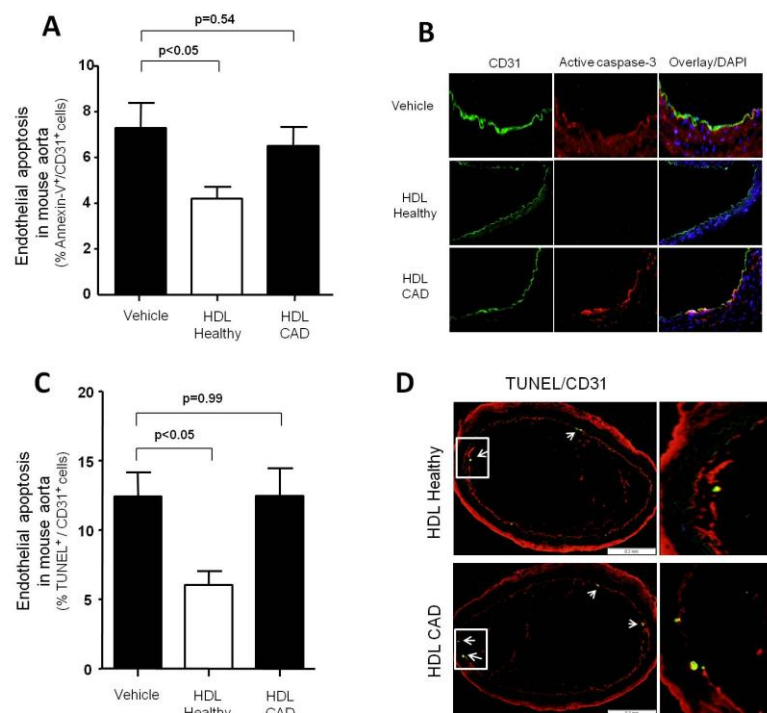 A
p=0.54
p<0.05
Endothelial apoptosis
in mouse aorta
(% Annexin-V⁺/CD31⁺ cells)
10
8
6
4
2
0
Vehicle
HDL
Healthy
HDL
CAD
B
CD31
Active caspase-3
Overlay/DAPI
Vehicle
HDL
Healthy
HDL
CAD
C
p=0.99
p<0.05
Endothelial apoptosis
in mouse aorta
(% TUNEL⁺ / CD31⁺ cells)
20
15
10
5
0
Vehicle
HDL
Healthy
HDL
CAD
D
TUNEL/CD31
HDL Healthy
HDL CAD